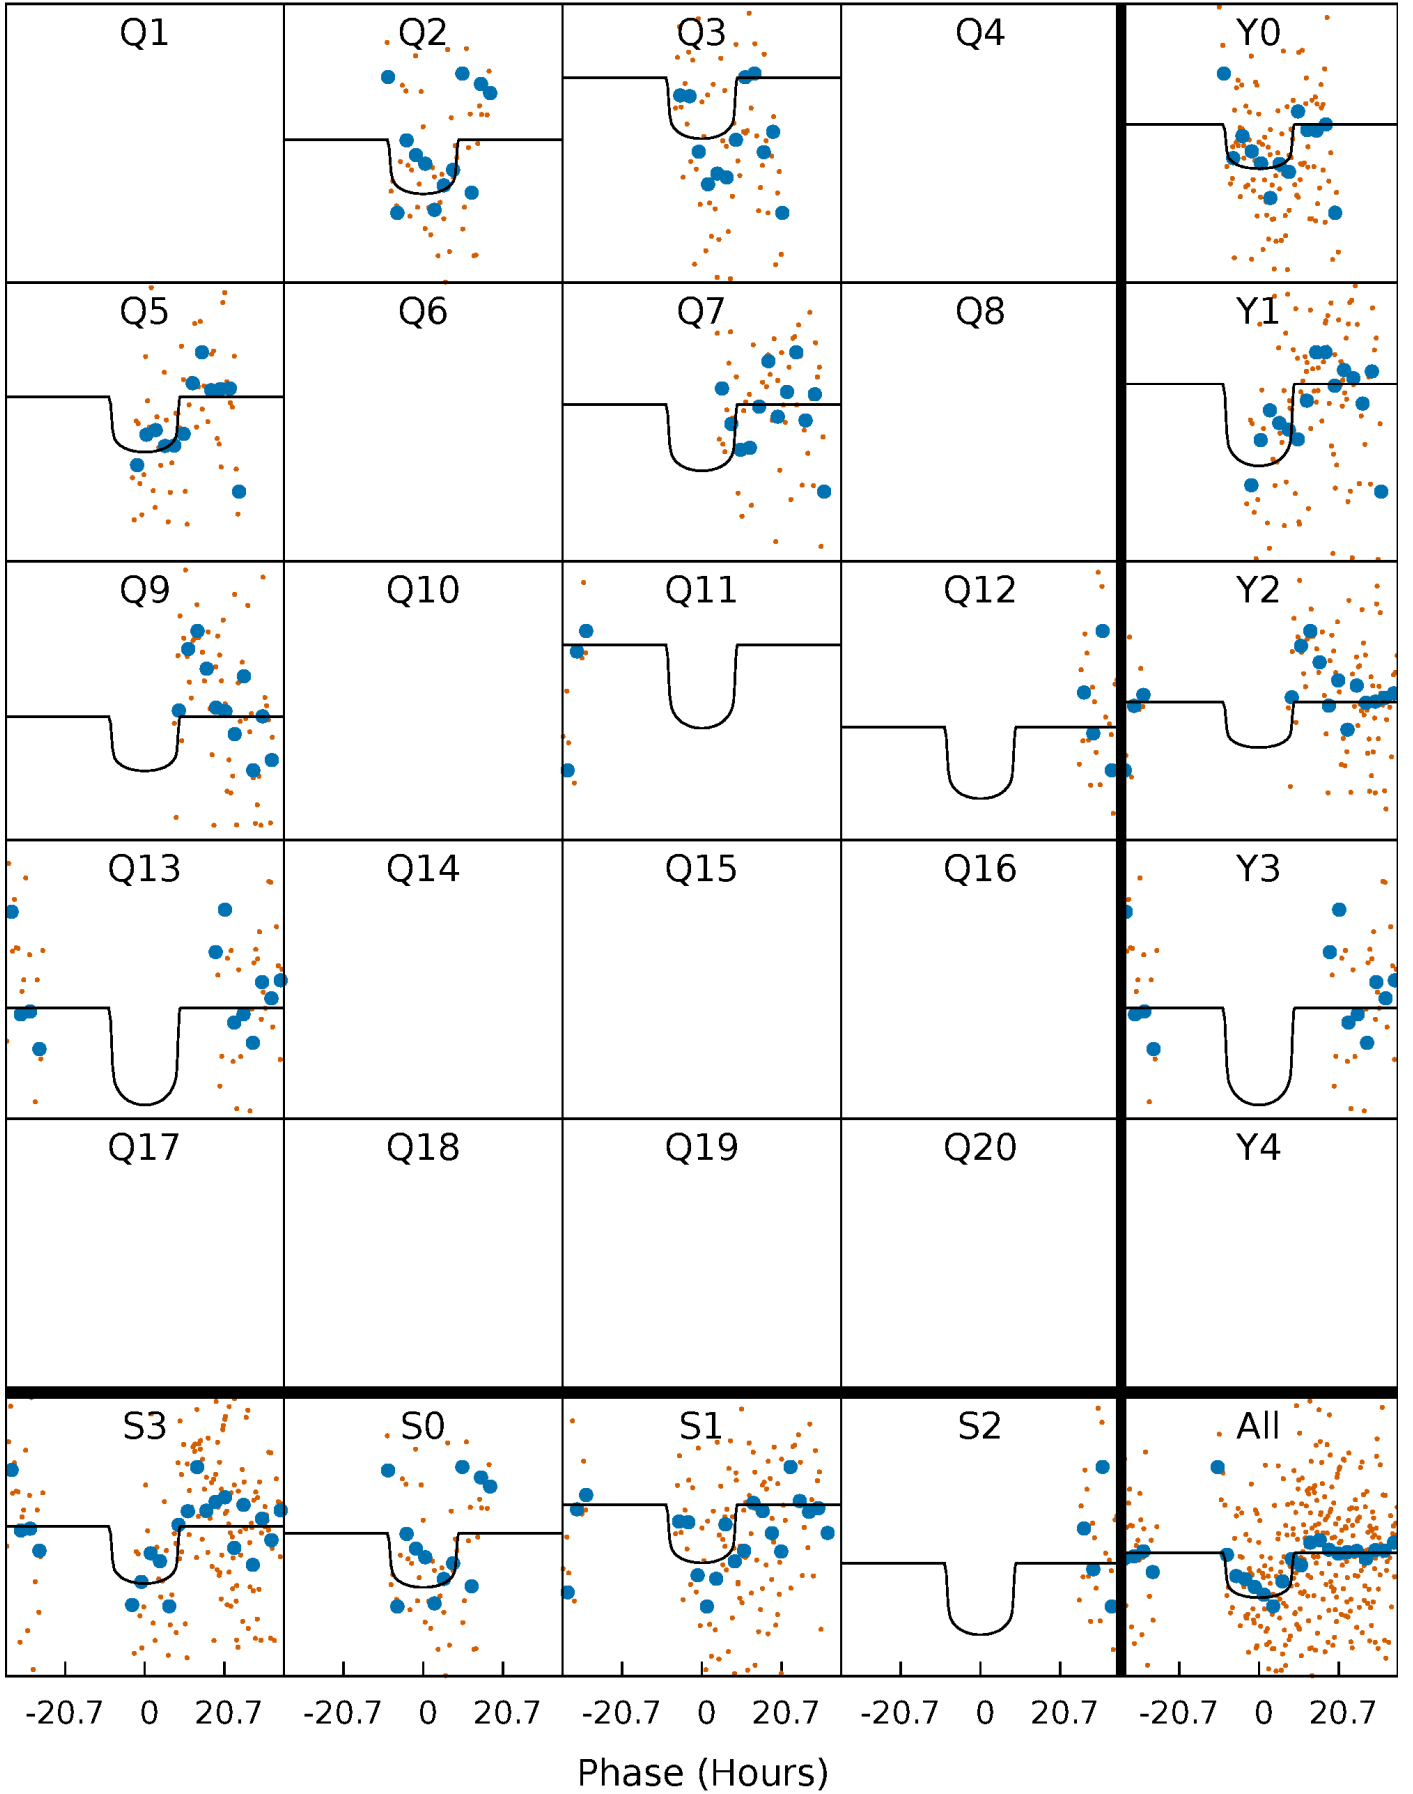 Q1 Q2 Q3 Q4 Y0
Q5 Q6 Q7 Q8 Y1
Q9 Q10 Q11 Q12 Y2
Q13 Q14 Q15 Q16 Y3
Q17 Q18 Q19 Q20 Y4
S3 S0 S1 S2 All
-20.7 0 20.7 -20.7 0 20.7 -20.7 0 20.7 -20.7 0 20.7 -20.7 0 20.7
Phase (Hours)